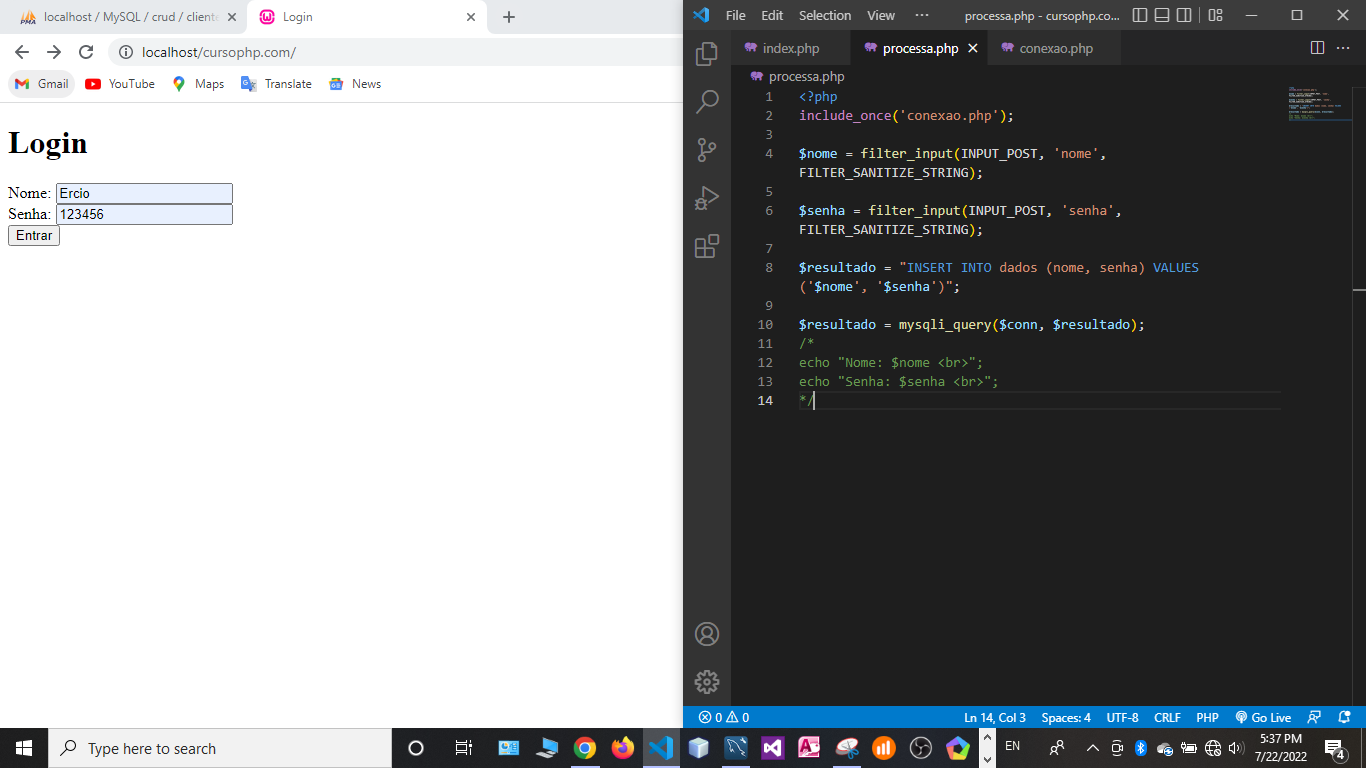 localhost / MySQL / crud / cliente
Login
localhost/cursophp.com/
Gmail
YouTube
Maps
Translate
News
Login
Nome: Ercio
Senha: 123456
Entrar
File Edit Selection View ··· processa.php - cursophp.co...
index.php processa.php conexao.php
processa.php
1 <?php
2 include_once('conexao.php');
3
4 $nome = filter_input(INPUT_POST, 'nome',
FILTER_SANITIZE_STRING);
5
6 $senha = filter_input(INPUT_POST, 'senha',
FILTER_SANITIZE_STRING);
7
8 $resultado = "INSERT INTO dados (nome, senha) VALUES
('$nome', '$senha')";
9
10 $resultado = mysqli_query($conn, $resultado);
11 /*
12 echo "Nome: $nome <br>";
13 echo "Senha: $senha <br>";
14 */
0 0 Ln 14, Col 3 Spaces: 4 UTF-8 CRLF PHP Go Live
Type here to search
EN
5:37 PM
7/22/2022
4